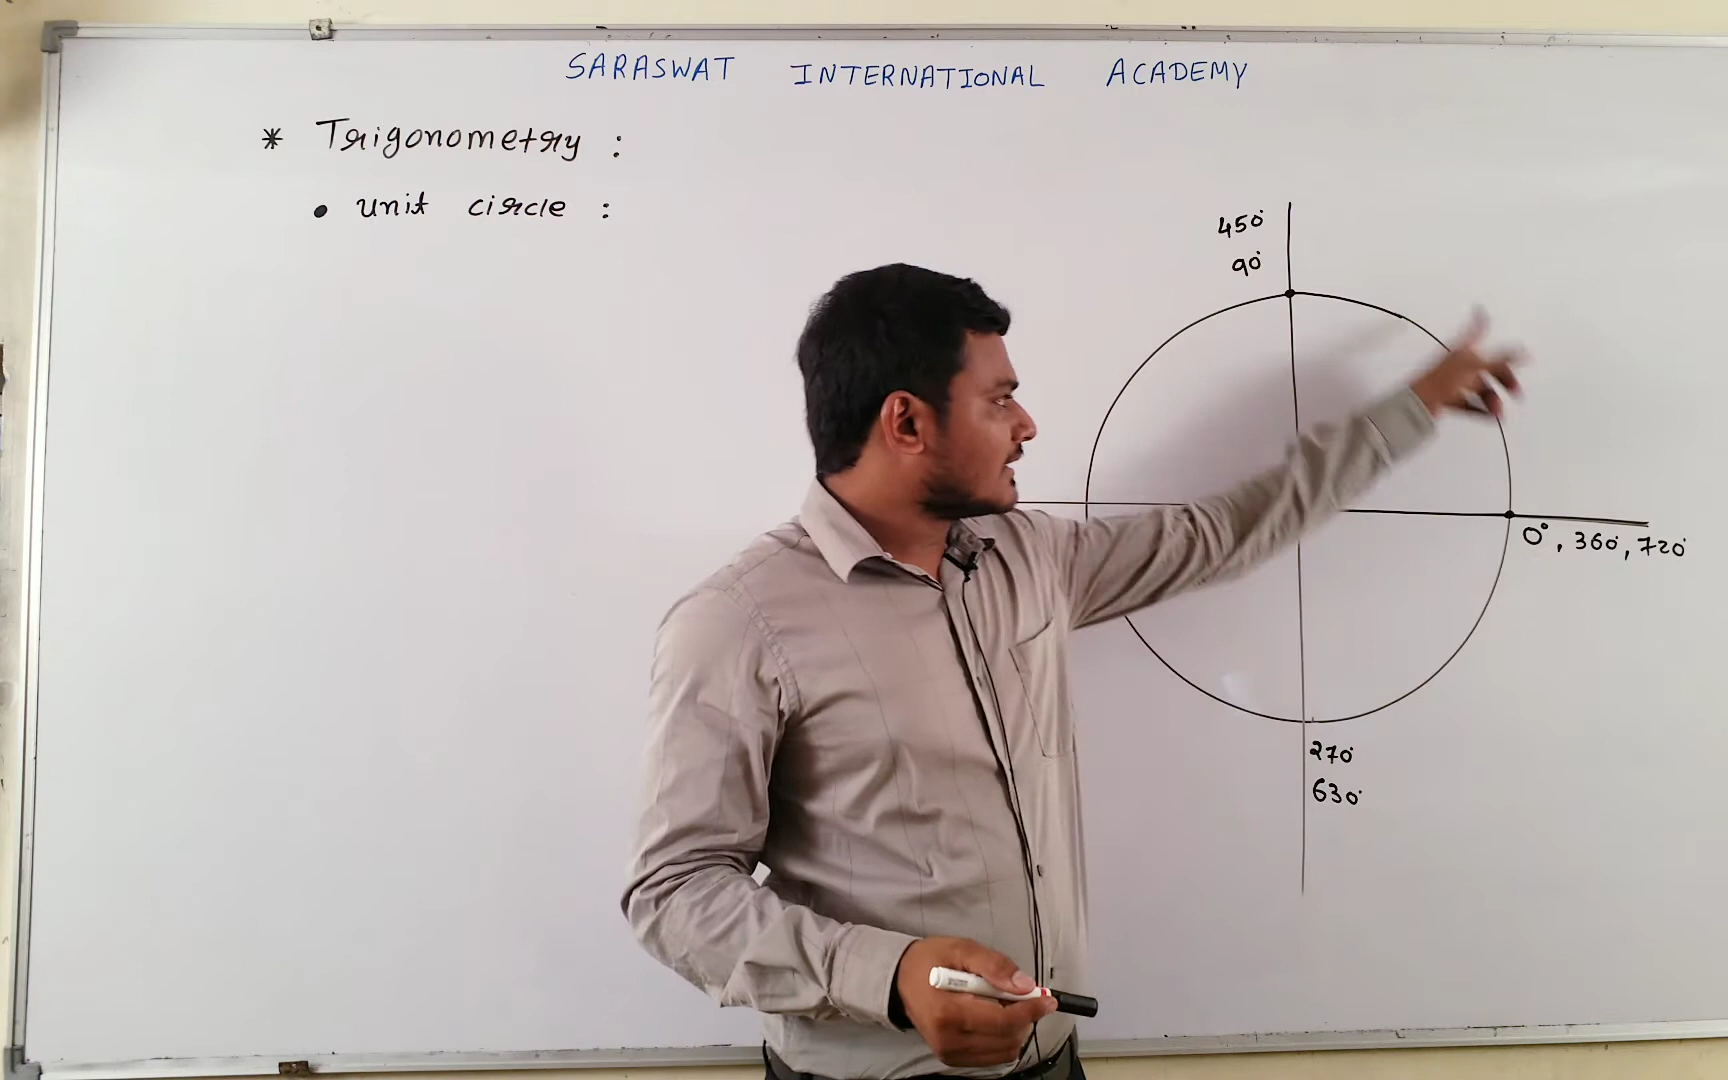 SARASWAT INTERNATIONAL ACADEMY
* Trigonometry :
• unit circle :
450°
90°
0°, 360°, 720°
270°
630°